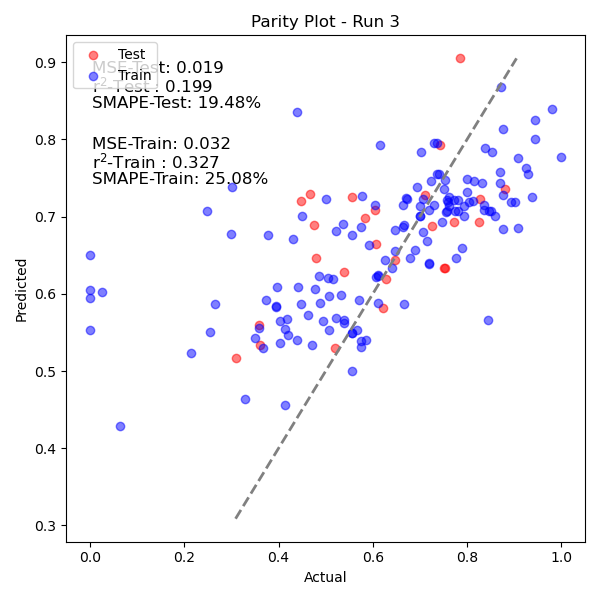 Parity Plot - Run 3
Test
Train
MSE-Test: 0.019
r²-Test : 0.199
SMAPE-Test: 19.48%
MSE-Train: 0.032
r²-Train : 0.327
SMAPE-Train: 25.08%
Predicted
0.9
0.8
0.7
0.6
0.5
0.4
0.3
0.0 0.2 0.4 0.6 0.8 1.0
Actual